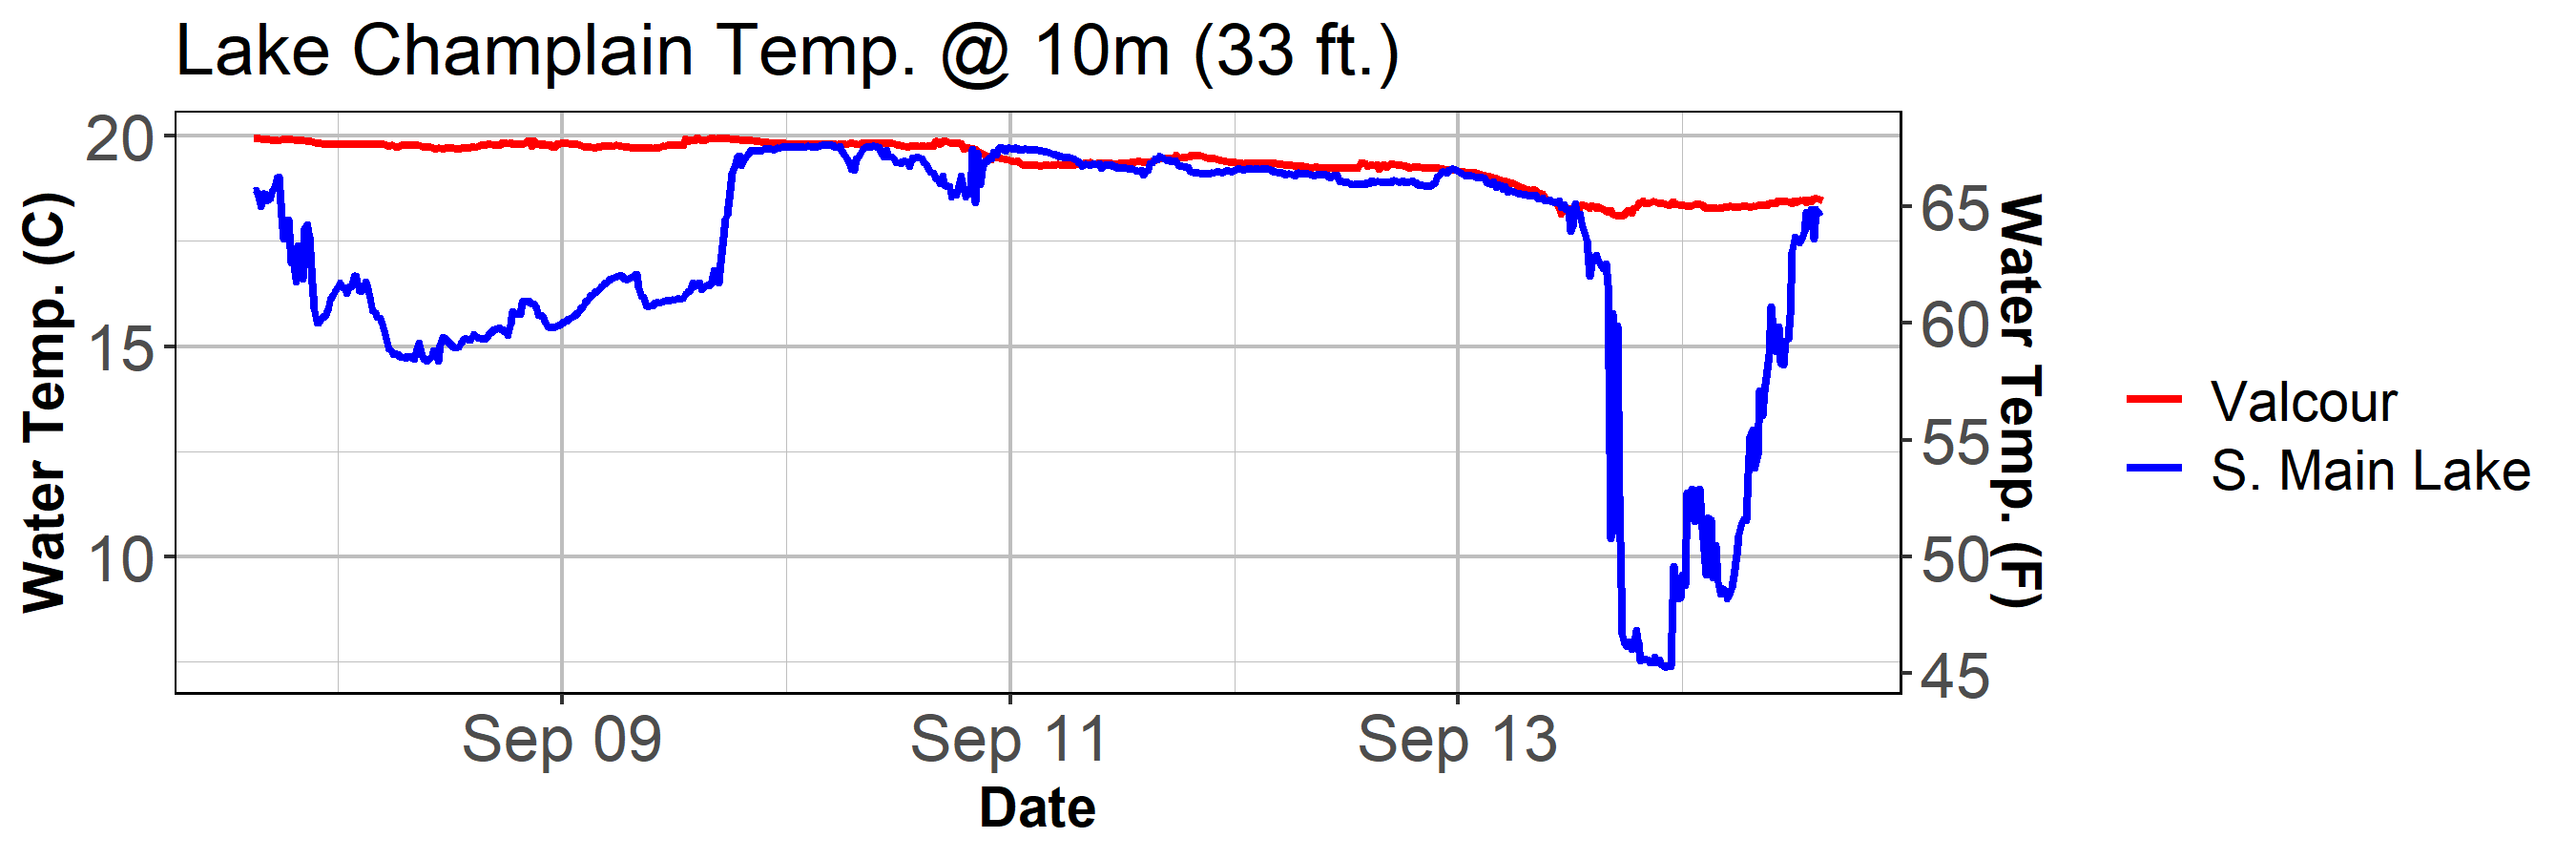 Lake Champlain Temp. @ 10m (33 ft.)
Water Temp. (C)
20
15
10
65
60
55
50
45
Water Temp. (F)
Sep 09
Sep 11
Sep 13
Date
Valcour
S. Main Lake